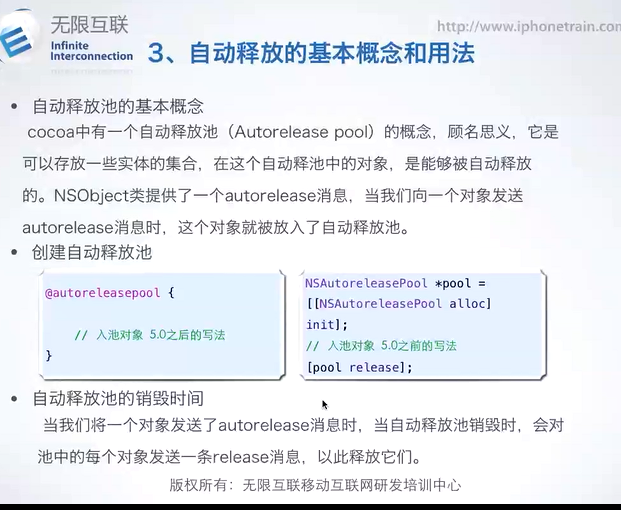 无限互联
Infinite
Interconnection
http://www.iphonetrain.com
3、自动释放的基本概念和用法
• 自动释放池的基本概念
cocoa中有一个自动释放池（Autorelease pool）的概念，顾名思义，它是
可以存放一些实体的集合，在这个自动释池中的对象，是能够被自动释放
的。NSObject类提供了一个autorelease消息，当我们向一个对象发送
autorelease消息时，这个对象就被放入了自动释放池。
• 创建自动释放池
@autoreleasepool {
// 入池对象 5.0之后的写法
}
NSAutoreleasePool *pool =
[[NSAutoreleasePool alloc]
init];
// 入池对象 5.0之前的写法
[pool release];
• 自动释放池的销毁时间
当我们将一个对象发送了autorelease消息时，当自动释放池销毁时，会对
池中的每个对象发送一条release消息，以此释放它们。
版权所有：无限互联移动互联网研发培训中心